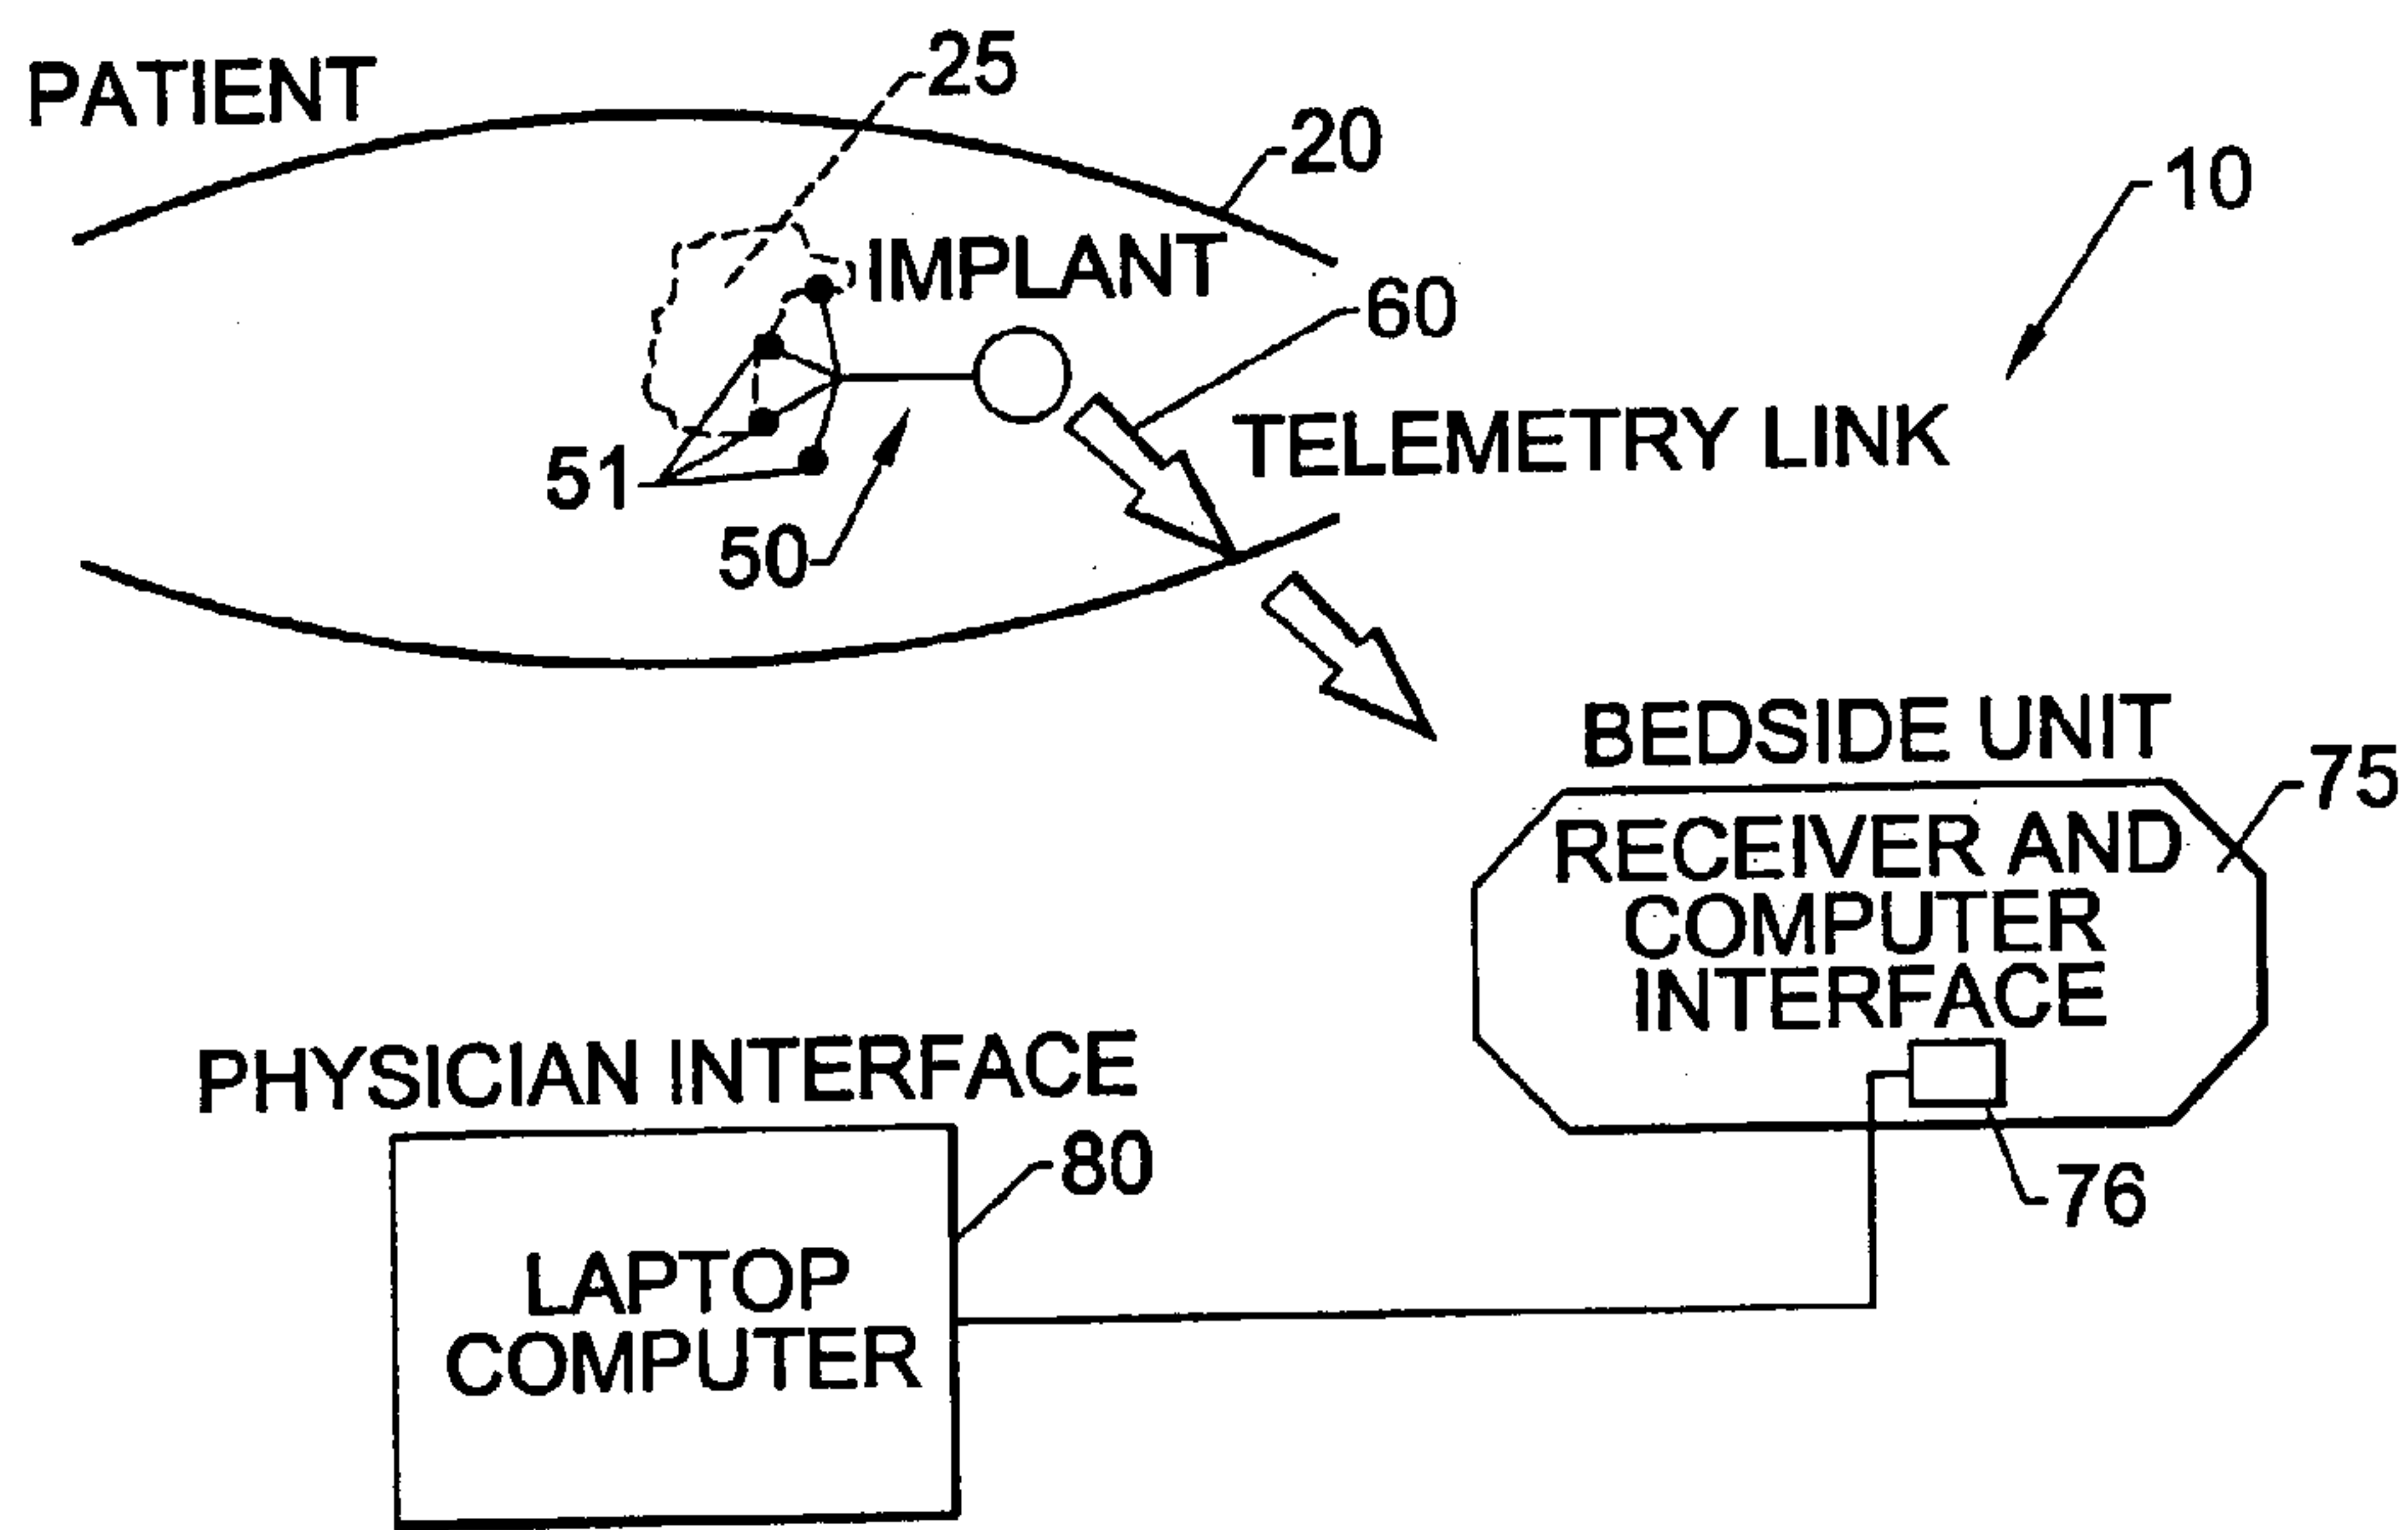 PATIENT
25
20
10
IMPLANT
60
TELEMETRY LINK
51
50
BEDSIDE UNIT
75
RECEIVER AND
COMPUTER
INTERFACE
76
PHYSICIAN INTERFACE
80
LAPTOP
COMPUTER